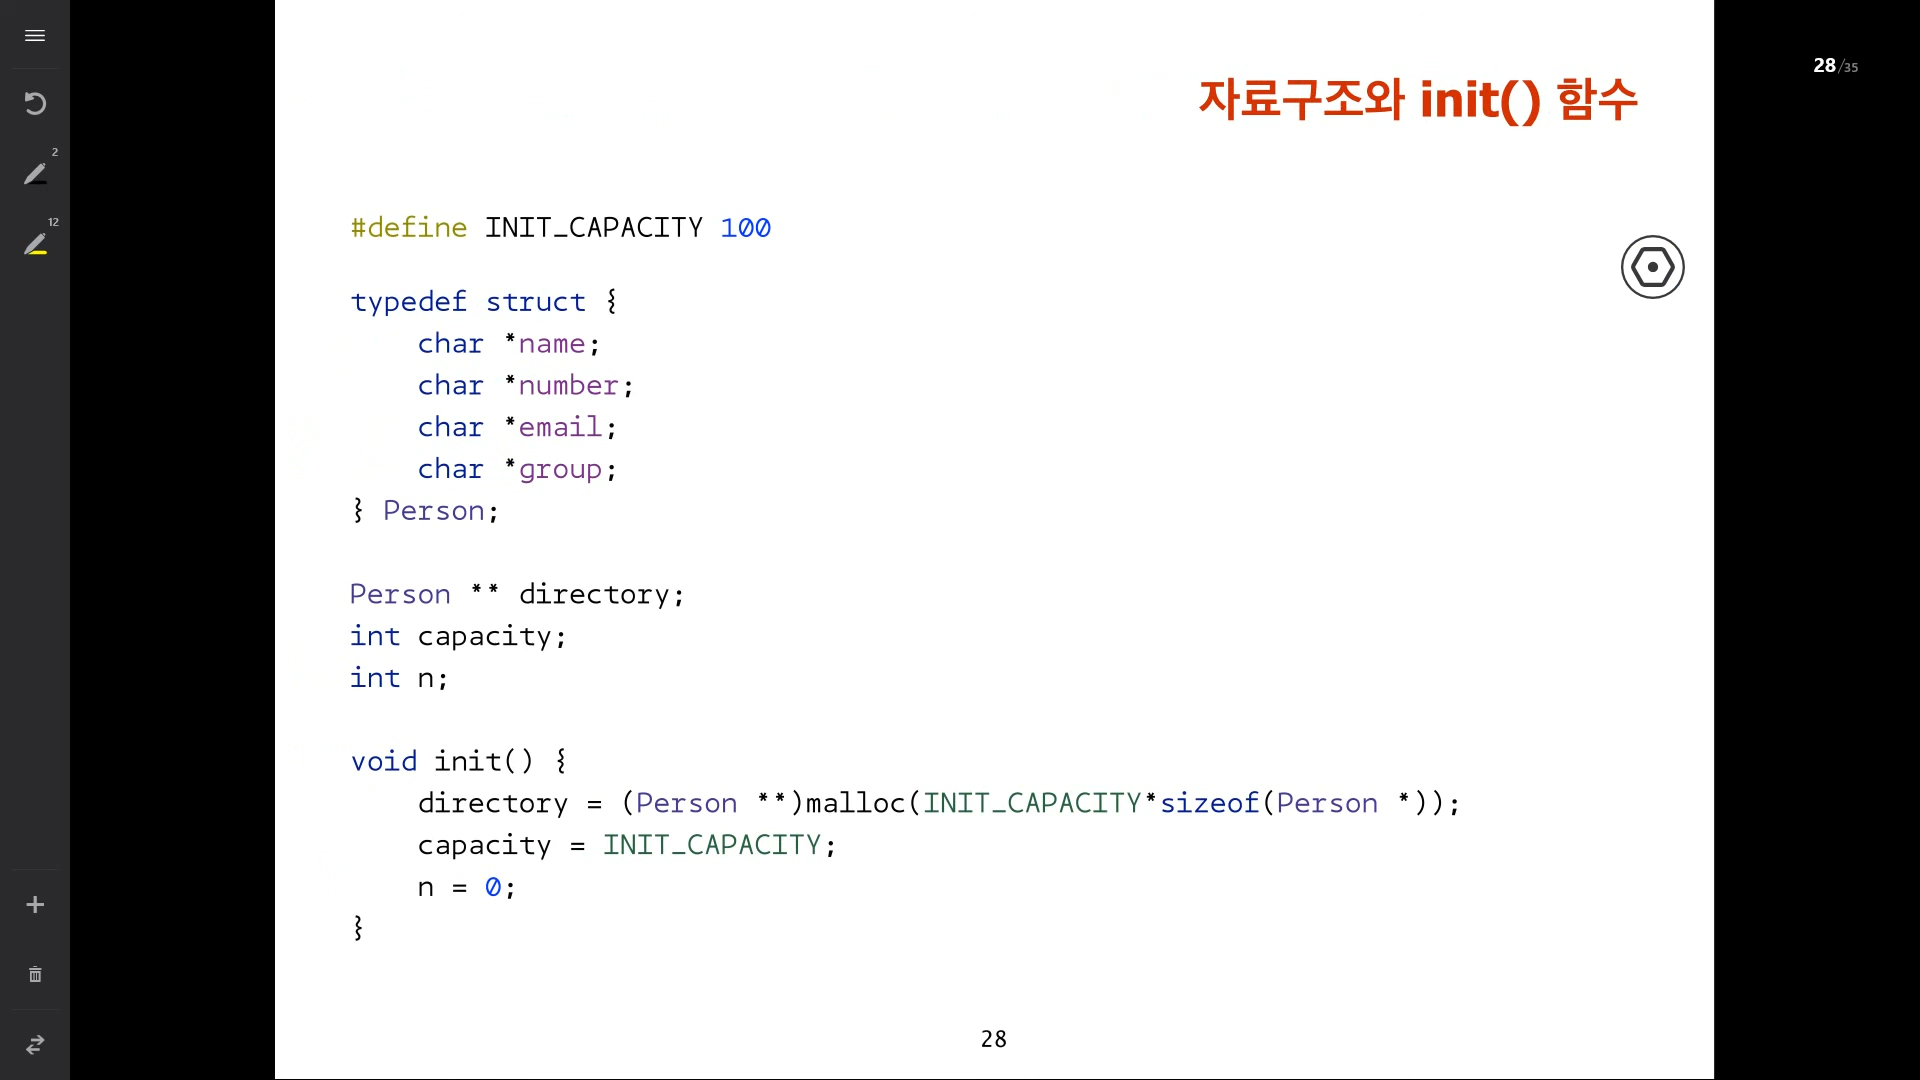 28/35
자료구조와 init() 함수
2
12
#define INIT_CAPACITY 100
typedef struct {
    char *name;
    char *number;
    char *email;
    char *group;
} Person;
Person ** directory;
int capacity;
int n;
void init() {
    directory = (Person **)malloc(INIT_CAPACITY*sizeof(Person *));
    capacity = INIT_CAPACITY;
    n = 0;
}
28